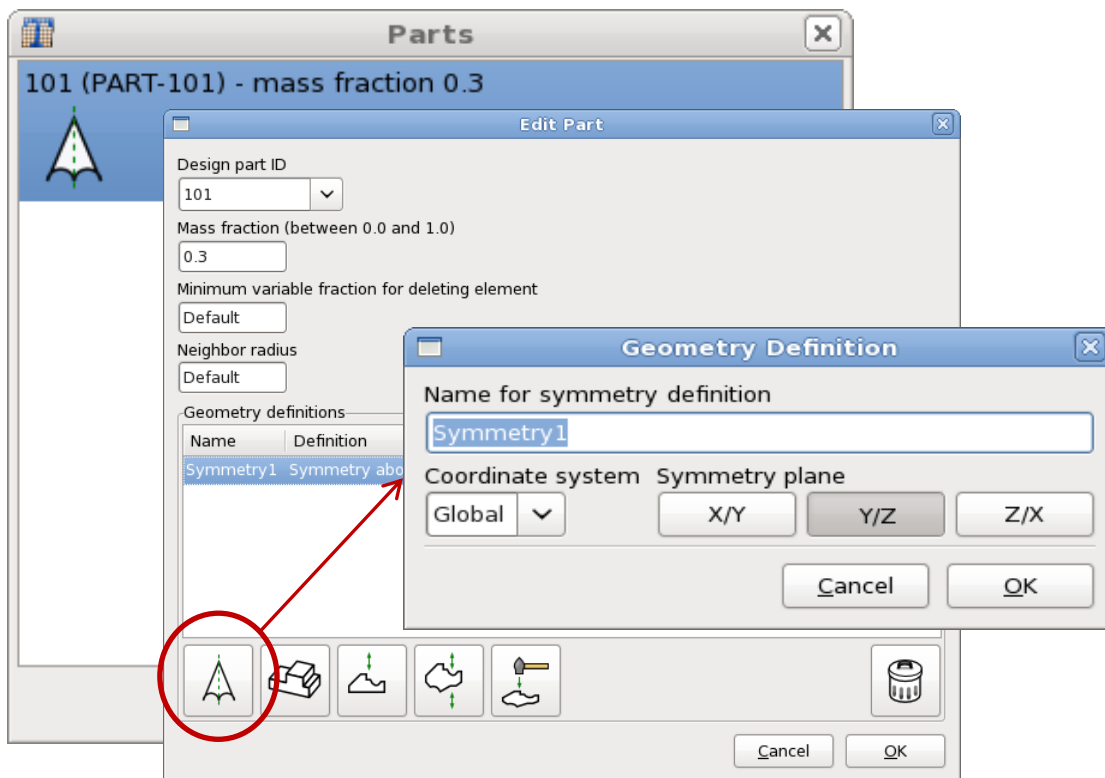 Parts
101 (PART-101) - mass fraction 0.3
Edit Part
Design part ID
101
Mass fraction (between 0.0 and 1.0)
0.3
Minimum variable fraction for deleting element
Default
Neighbor radius
Default
Geometry definitions
Name Definition
Symmetry1 Symmetry abo
Geometry Definition
Name for symmetry definition
Symmetry1
Coordinate system Symmetry plane
Global X/Y Y/Z Z/X
Cancel OK
Cancel OK